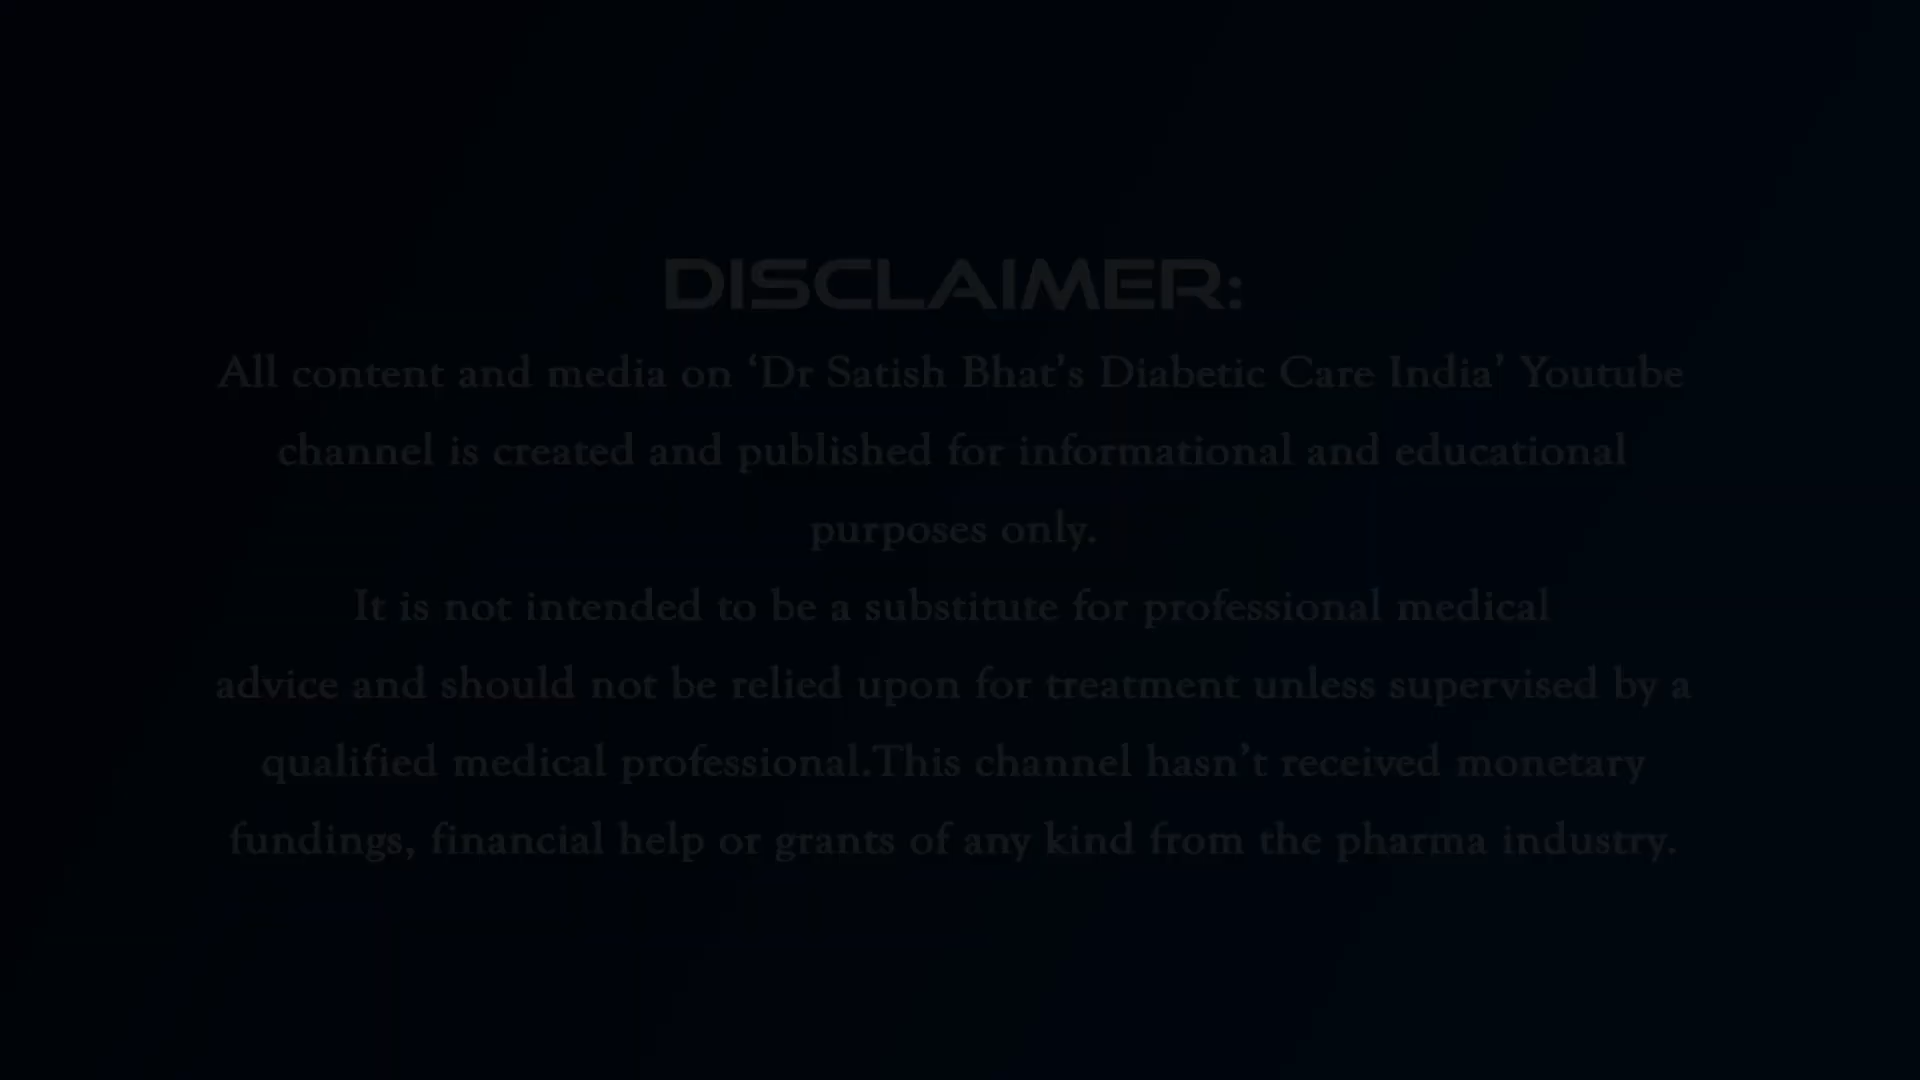 DISCLAIMER:
All content and media on ‘Dr Satish Bhat's Diabetic Care India’ Youtube
channel is created and published for informational and educational
purposes only.
It is not intended to be a substitute for professional medical
advice and should not be relied upon for treatment unless supervised by a
qualified medical professional.This channel hasn’t received monetary
fundings, financial help or grants of any kind from the pharma industry.